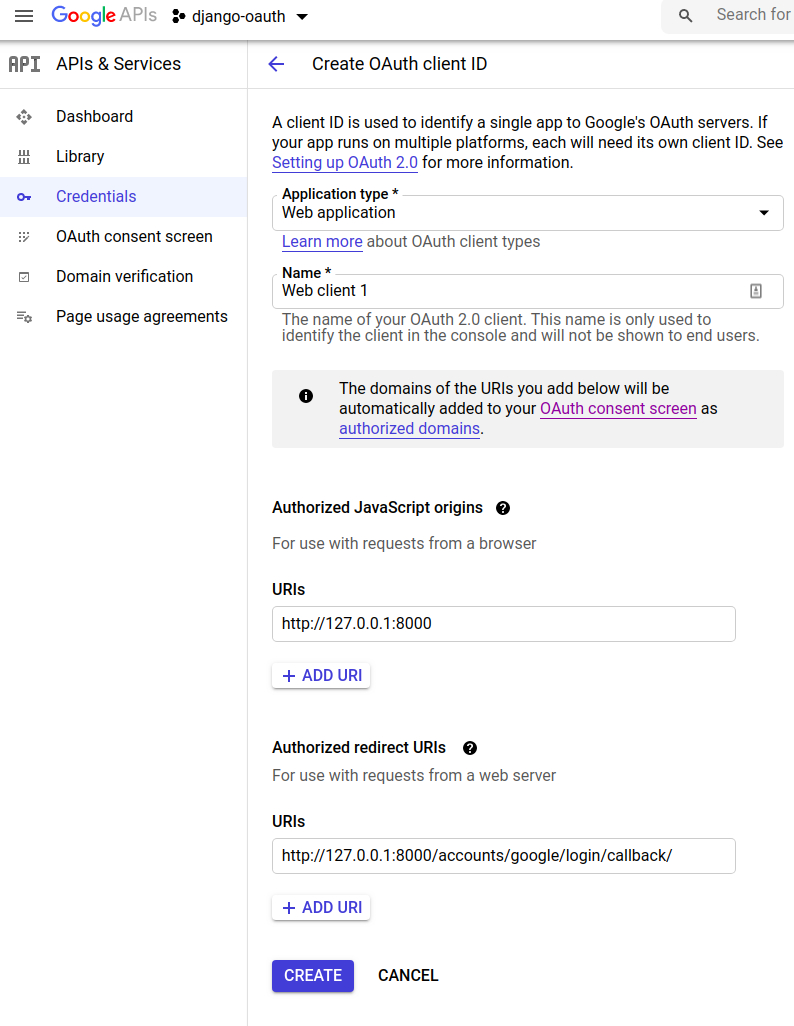 Google APIs django-oauth Search for
API APIs & Services
Create OAuth client ID
Dashboard
Library
Credentials
OAuth consent screen
Domain verification
Page usage agreements
A client ID is used to identify a single app to Google's OAuth servers. If
your app runs on multiple platforms, each will need its own client ID. See
Setting up OAuth 2.0 for more information.
Application type *
Web application
Learn more about OAuth client types
Name *
Web client 1
The name of your OAuth 2.0 client. This name is only used to
identify the client in the console and will not be shown to end users.
The domains of the URIs you add below will be
automatically added to your OAuth consent screen as
authorized domains.
Authorized JavaScript origins
For use with requests from a browser
URIs
http://127.0.0.1:8000
+ ADD URI
Authorized redirect URIs
For use with requests from a web server
URIs
http://127.0.0.1:8000/accounts/google/login/callback/
+ ADD URI
CREATE CANCEL